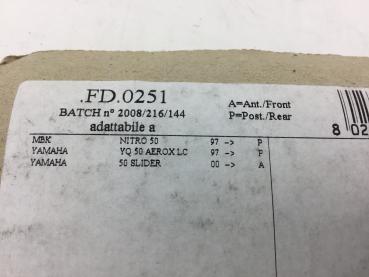 .FD.0251
BATCH nº 2008/216/144
adattabile a
A=Ant./Front
P=Post./Rear
8 02
MBK NITRO 50 97 -> P
YAMAHA YQ 50 AEROX LC 97 -> P
YAMAHA 50 SLIDER 00 -> A